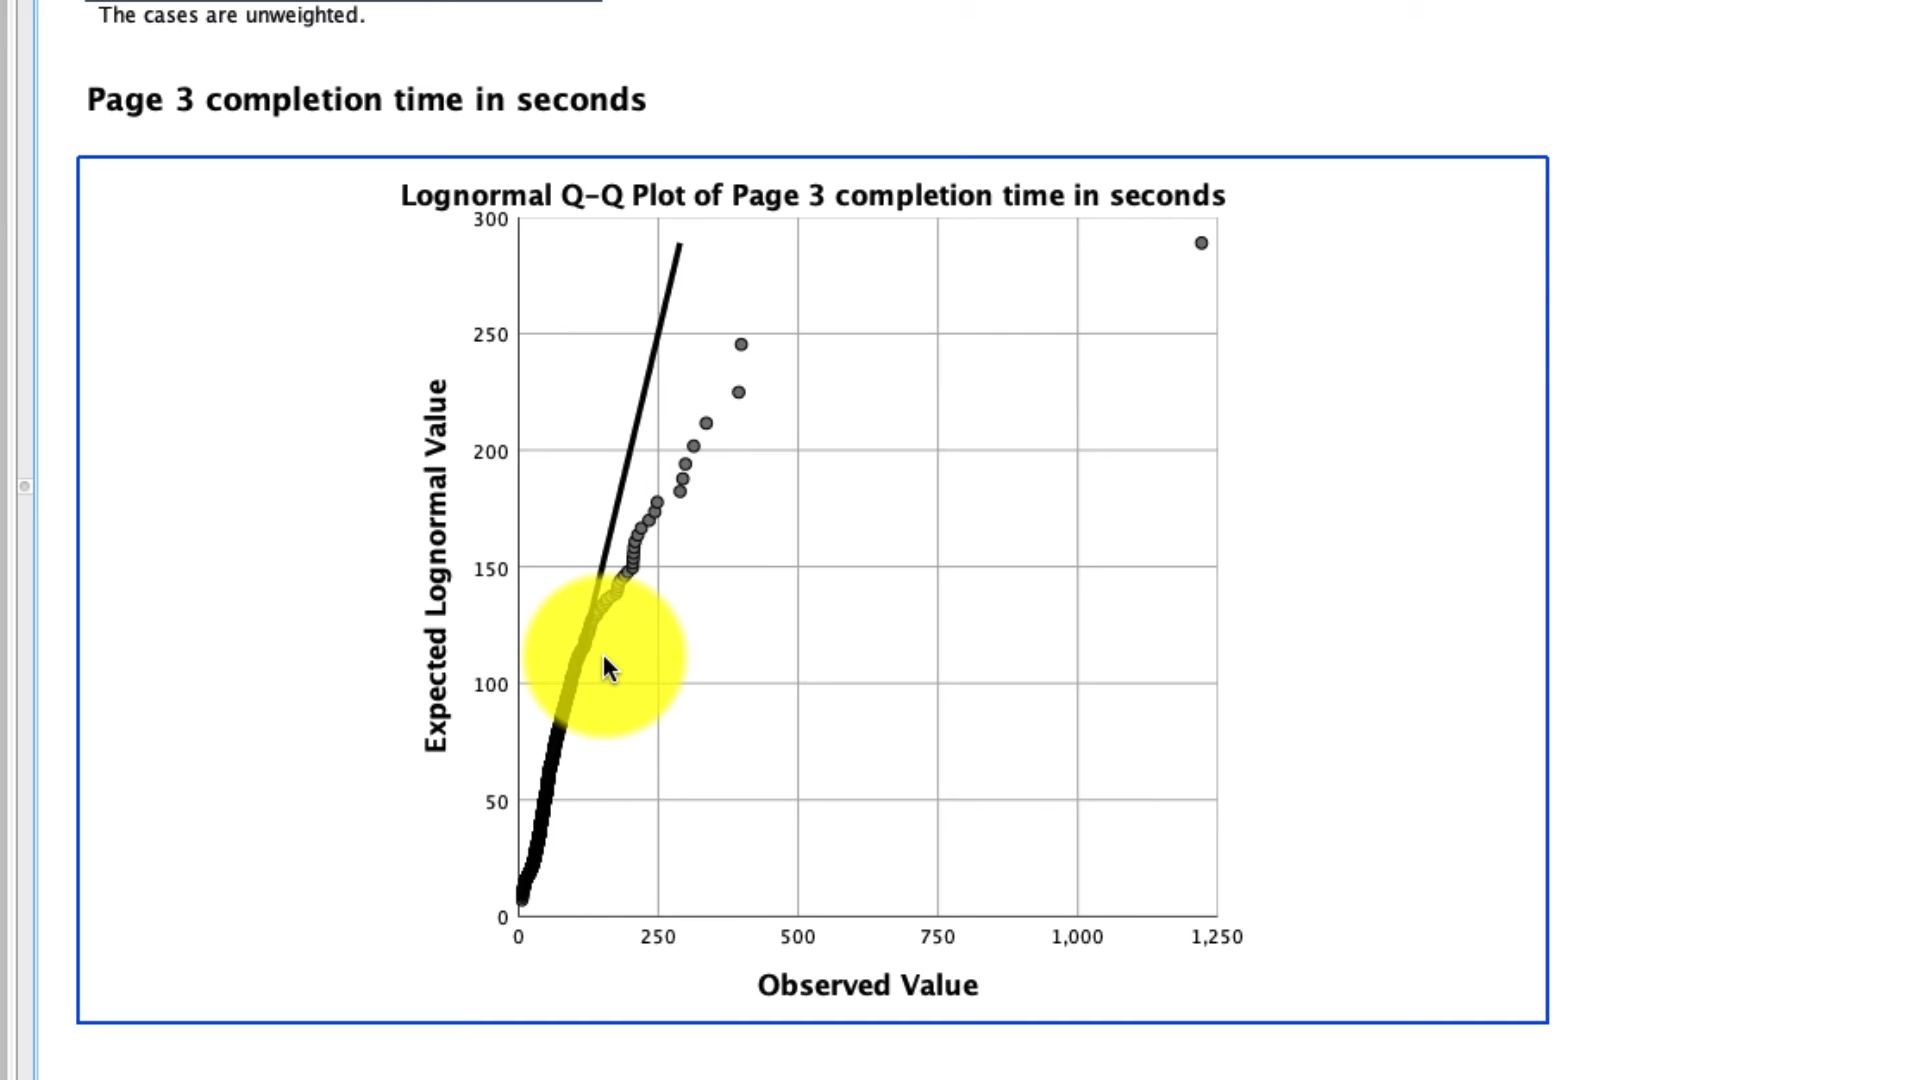 The cases are unweighted.
Page 3 completion time in seconds
Lognormal Q–Q Plot of Page 3 completion time in seconds
300
250
200
150
100
50
0
Expected Lognormal Value
0 250 500 750 1,000 1,250
Observed Value